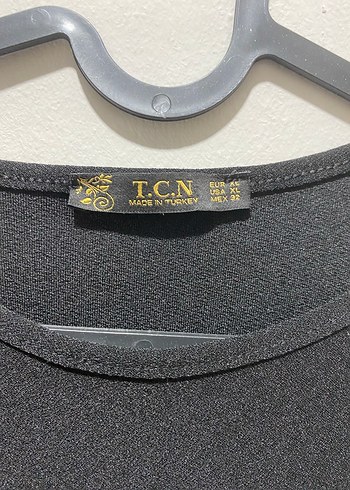 T.C.N
MADE IN TURKEY
EUR XL
USA XL
MEX 32